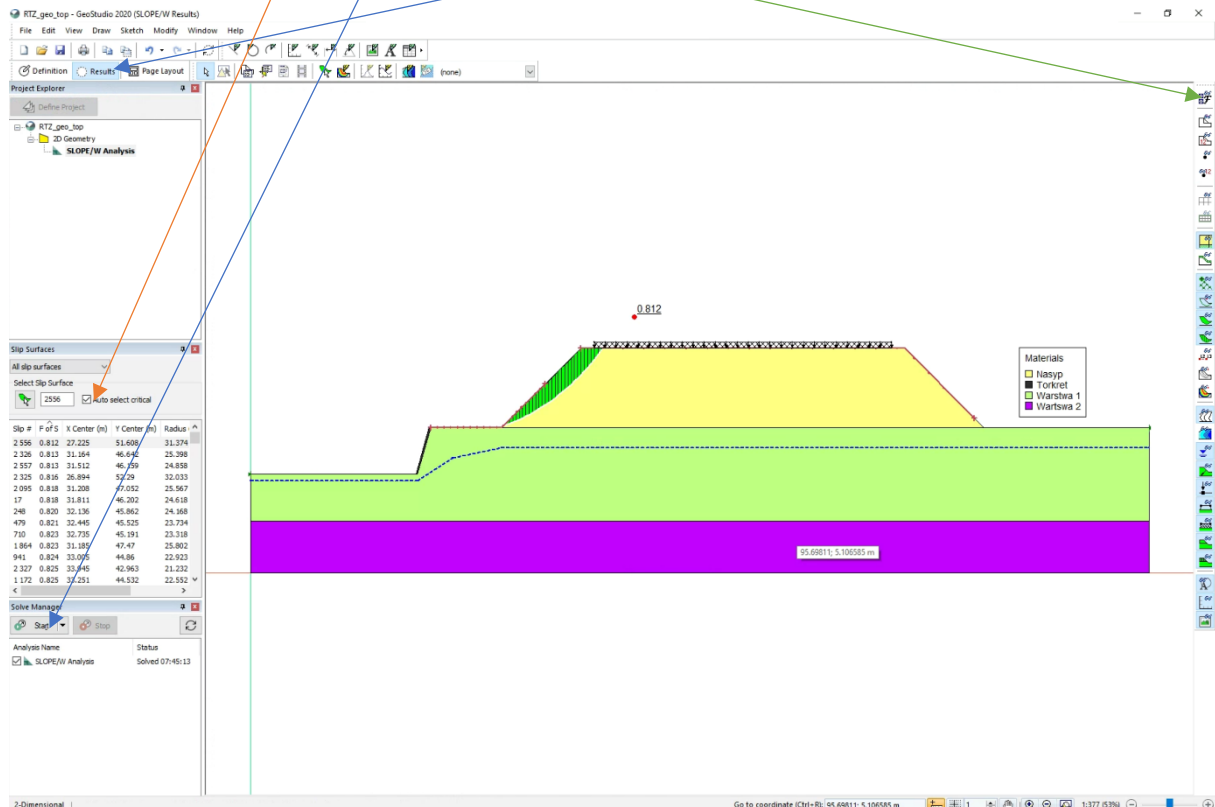 RTZ_geo_top - GeoStudio 2020 (SLOPE/W Results)
File Edit View Draw Sketch Modify Window Help
Definition Results Page Layout (none)
Project Explorer
Define Project
RTZ_geo_top
2D Geometry
SLOPE/W Analysis
0.812
Materials
Nasyp
Torkret
Warstwa 1
Wartswa 2
95.69811; 5.106585 m
Slip Surfaces
All slip surfaces
Select Slip Surface
2556 Auto select critical
Slip # F of S X Center (m) Y Center (m) Radius
2 556 0.812 27.225 51.608 31.374
2 326 0.813 31.164 46.642 25.398
2 557 0.813 31.512 46.159 24.858
2 325 0.816 26.894 52.29 32.033
2 095 0.818 31.208 47.052 25.567
17 0.818 31.811 46.202 24.618
248 0.820 32.136 45.862 24.168
479 0.821 32.445 45.525 23.734
710 0.823 32.735 45.191 23.318
1 864 0.823 31.185 47.47 25.802
941 0.824 33.005 44.86 22.923
2 327 0.825 33.945 42.963 21.232
1 172 0.825 33.251 44.532 22.552
Solve Manager
Start Stop
Analysis Name Status
SLOPE/W Analysis Solved 07:45:13
2-Dimensional Go to coordinate (Ctrl+R): 95.69811; 5.106585 m 1 1:377 (53%)